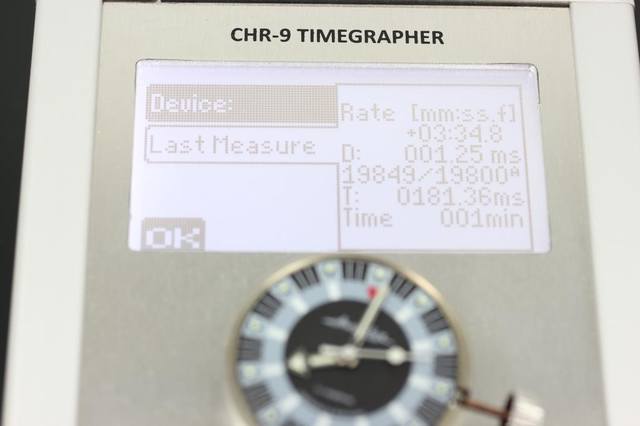 CHR-9 TIMEGRAPHER
Device:
Last Measure
OK
Rate [mm:ss.f]
+03:34.8
D: 001.25 ms
19849/19800ᴬ
T: 0181.36ms
Time 001min